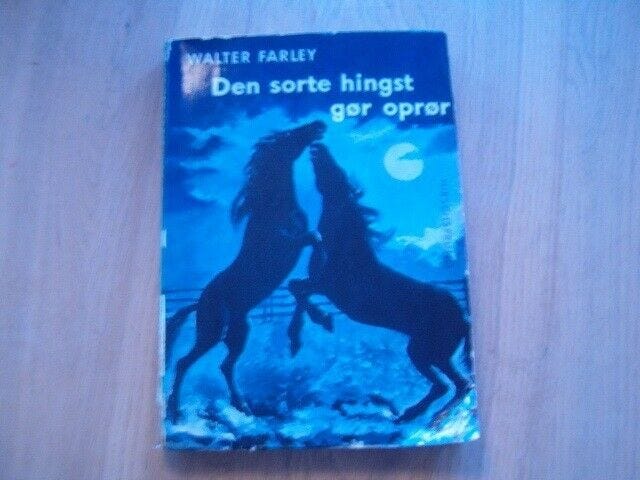 WALTER FARLEY
Den sorte hingst
gør oprør